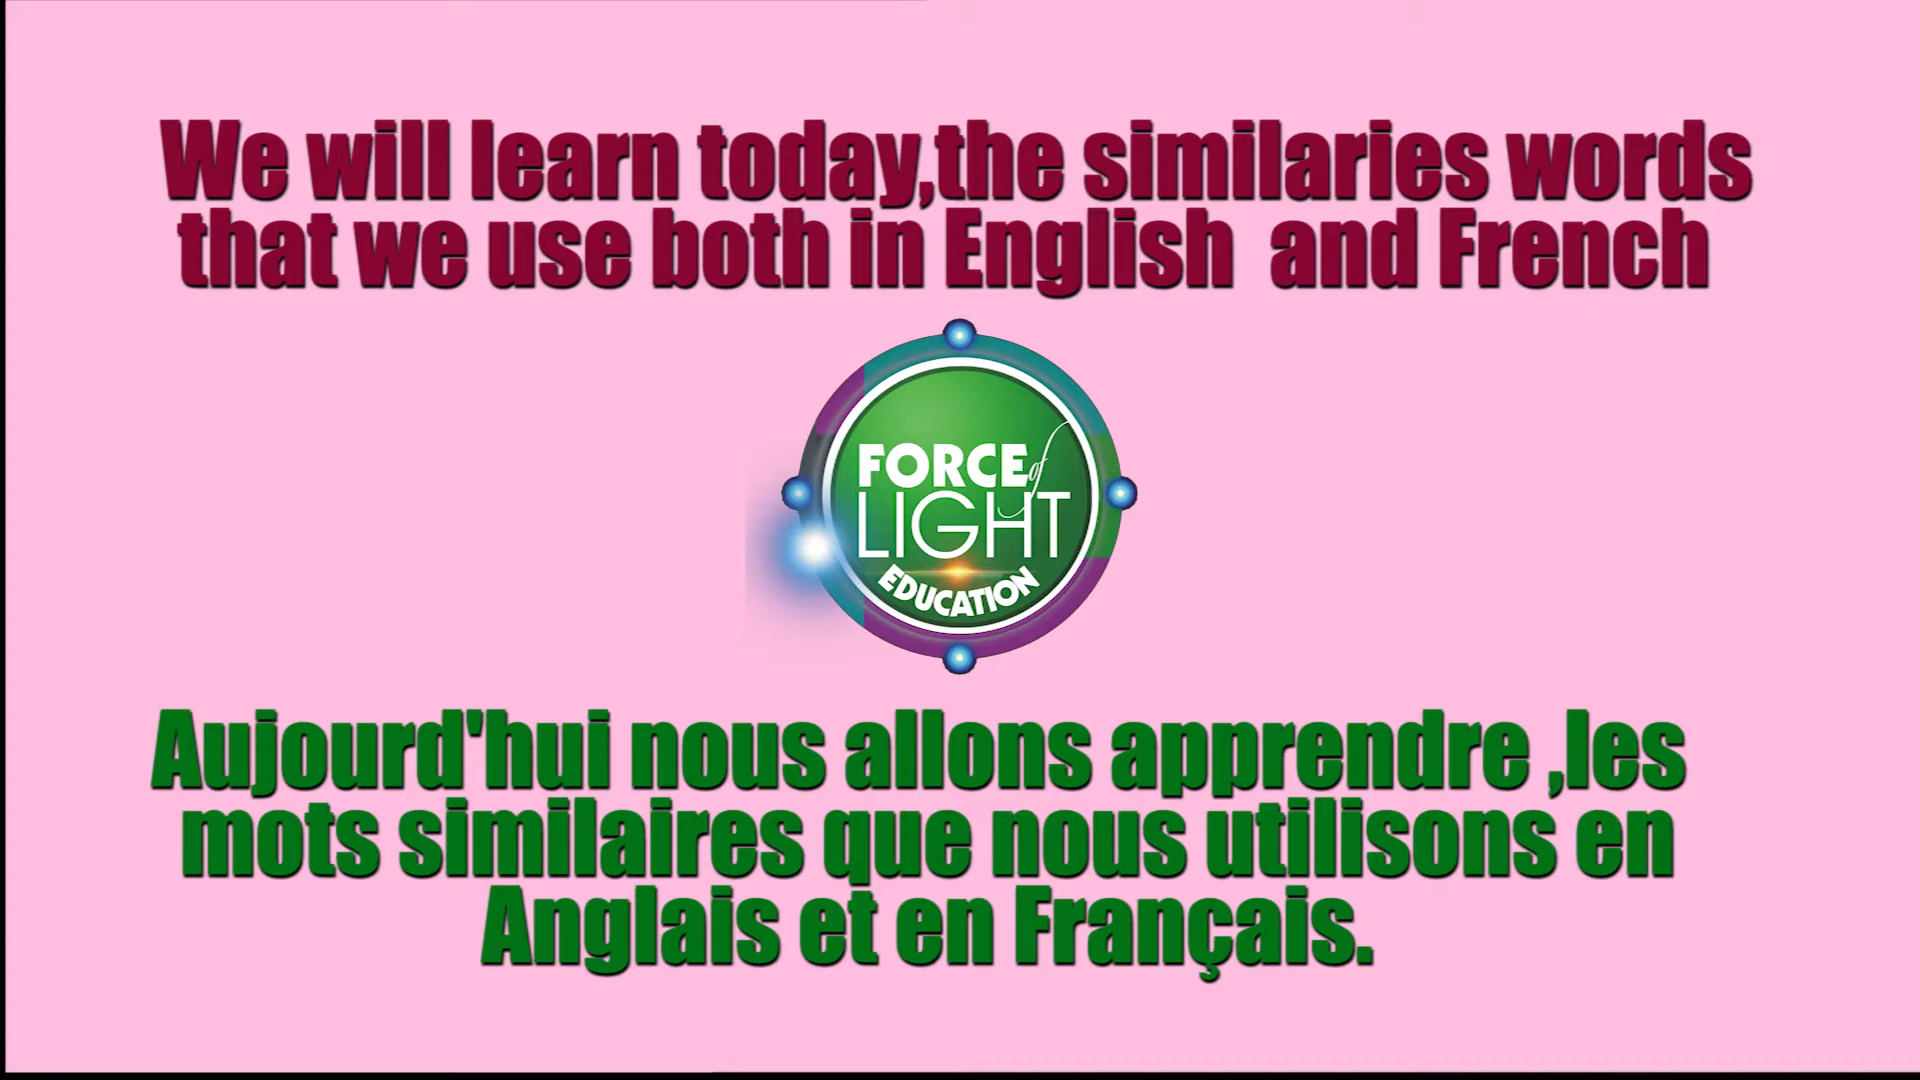 We will learn today,the similaries words
that we use both in English and French
FORCE of
LIGHT
EDUCATION
Aujourd'hui nous allons apprendre ,les
mots similaires que nous utilisons en
Anglais et en Français.